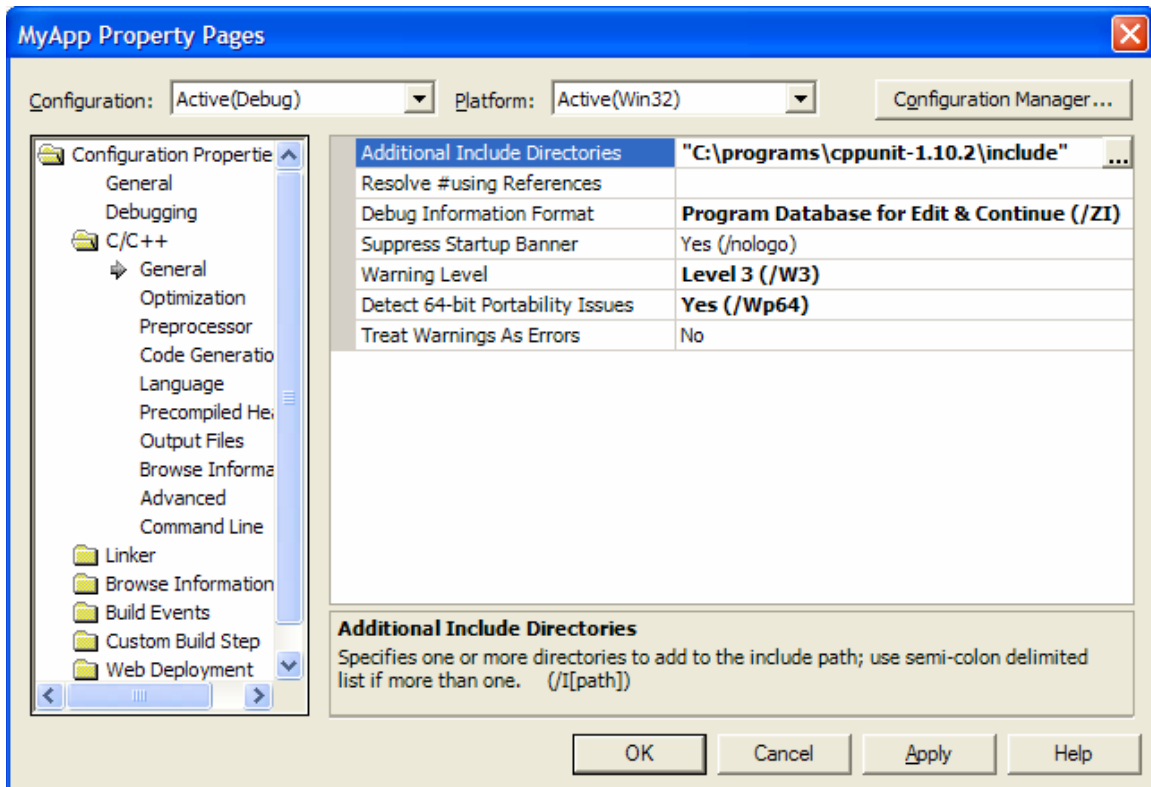 MyApp Property Pages
Configuration: Active(Debug) Platform: Active(Win32) Configuration Manager...
Configuration Propertie
General
Debugging
C/C++
General
Optimization
Preprocessor
Code Generatio
Language
Precompiled Hea
Output Files
Browse Informa
Advanced
Command Line
Linker
Browse Information
Build Events
Custom Build Step
Web Deployment
Additional Include Directories "C:\programs\cppunit-1.10.2\include" ...
Resolve #using References
Debug Information Format Program Database for Edit & Continue (/ZI)
Suppress Startup Banner Yes (/nologo)
Warning Level Level 3 (/W3)
Detect 64-bit Portability Issues Yes (/Wp64)
Treat Warnings As Errors No
Additional Include Directories
Specifies one or more directories to add to the include path; use semi-colon delimited
list if more than one. (/I[path])
OK Cancel Apply Help